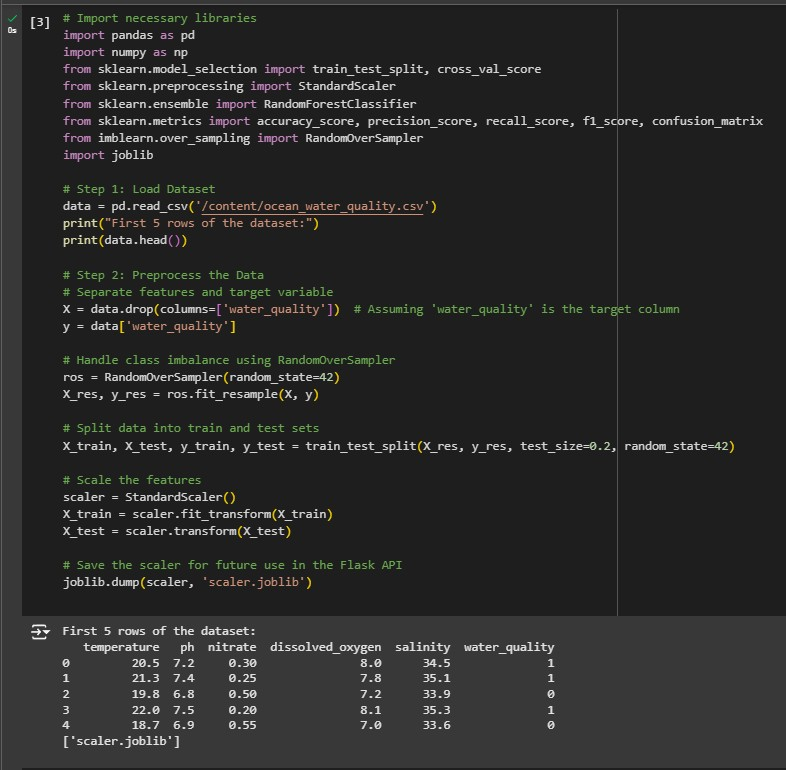 [3] # Import necessary libraries
0s import pandas as pd
import numpy as np
from sklearn.model_selection import train_test_split, cross_val_score
from sklearn.preprocessing import StandardScaler
from sklearn.ensemble import RandomForestClassifier
from sklearn.metrics import accuracy_score, precision_score, recall_score, f1_score, confusion_matrix
from imblearn.over_sampling import RandomOverSampler
import joblib

# Step 1: Load Dataset
data = pd.read_csv('/content/ocean_water_quality.csv')
print("First 5 rows of the dataset:")
print(data.head())

# Step 2: Preprocess the Data
# Separate features and target variable
X = data.drop(columns=['water_quality'])  # Assuming 'water_quality' is the target column
y = data['water_quality']

# Handle class imbalance using RandomOverSampler
ros = RandomOverSampler(random_state=42)
X_res, y_res = ros.fit_resample(X, y)

# Split data into train and test sets
X_train, X_test, y_train, y_test = train_test_split(X_res, y_res, test_size=0.2, random_state=42)

# Scale the features
scaler = StandardScaler()
X_train = scaler.fit_transform(X_train)
X_test = scaler.transform(X_test)

# Save the scaler for future use in the Flask API
joblib.dump(scaler, 'scaler.joblib')

First 5 rows of the dataset:
   temperature   ph  nitrate  dissolved_oxygen  salinity  water_quality
0         20.5  7.2     0.30               8.0      34.5              1
1         21.3  7.4     0.25               7.8      35.1              1
2         19.8  6.8     0.50               7.2      33.9              0
3         22.0  7.5     0.20               8.1      35.3              1
4         18.7  6.9     0.55               7.0      33.6              0
['scaler.joblib']